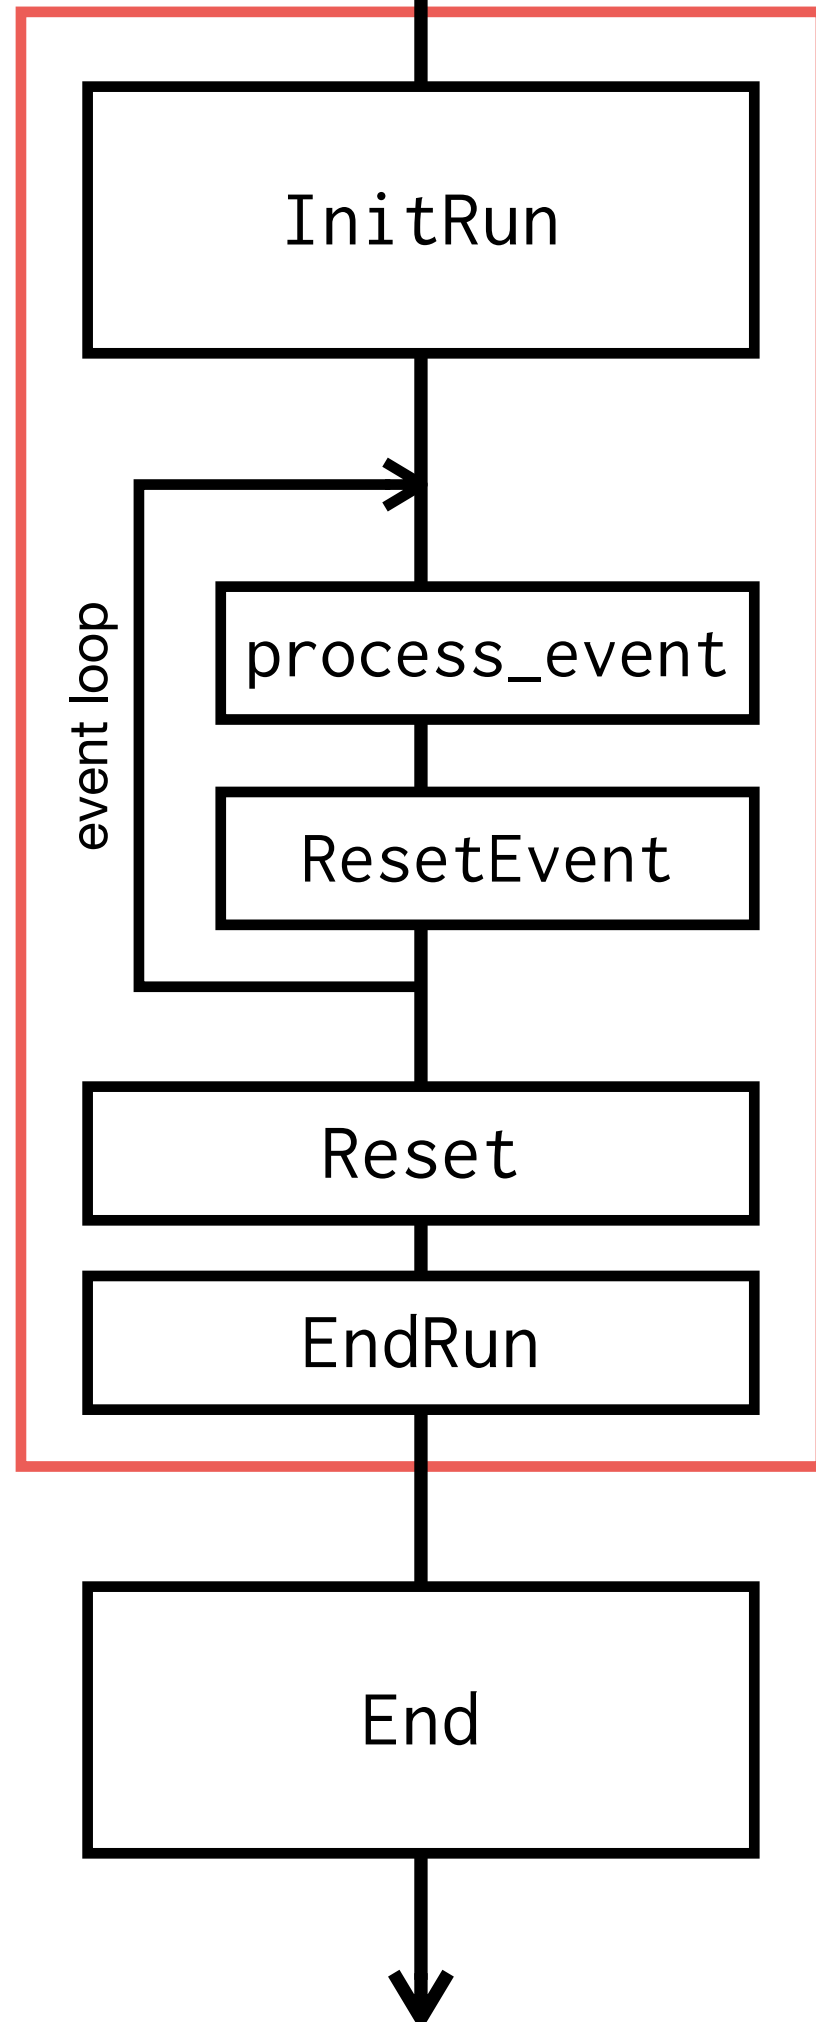 InitRun
event loop
process_event
ResetEvent
Reset
EndRun
End